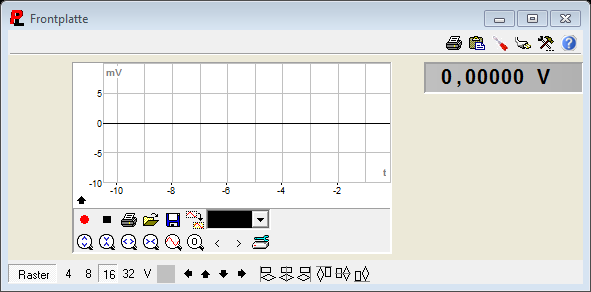 Frontplatte
0,00000 V
mV
5
0
-5
-10
-10 -8 -6 -4 -2
t
Raster 4 8 16 32 V